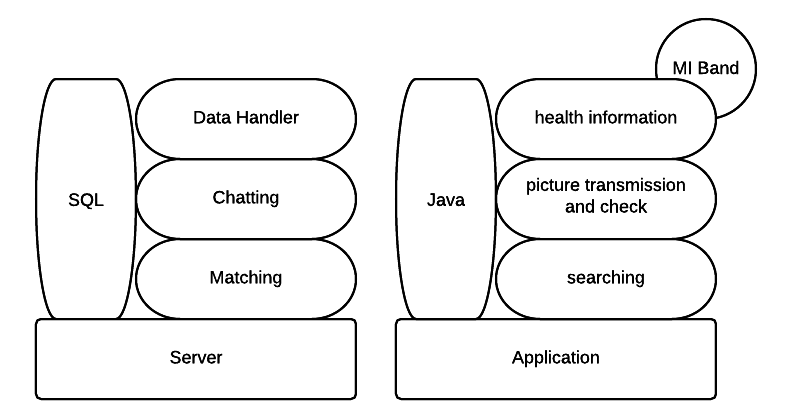 SQL
Data Handler
Chatting
Matching
Server
MI Band
Java
health information
picture transmission
and check
searching
Application